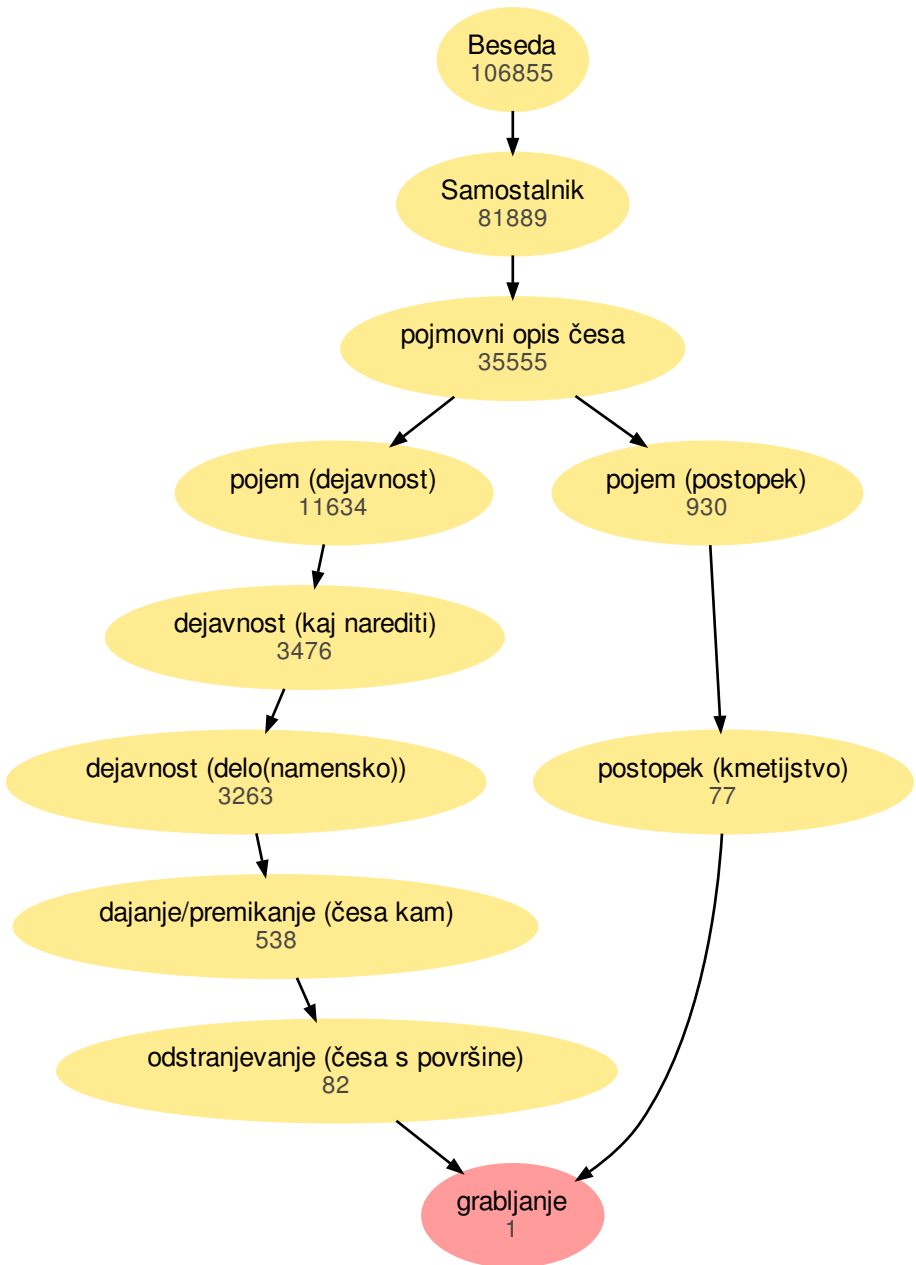 Beseda
106855
Samostalnik
81889
pojmovni opis česa
35555
pojem (dejavnost)
11634
pojem (postopek)
930
dejavnost (kaj narediti)
3476
dejavnost (delo(namensko))
3263
postopek (kmetijstvo)
77
dajanje/premikanje (česa kam)
538
odstranjevanje (česa s površine)
82
grabljanje
1